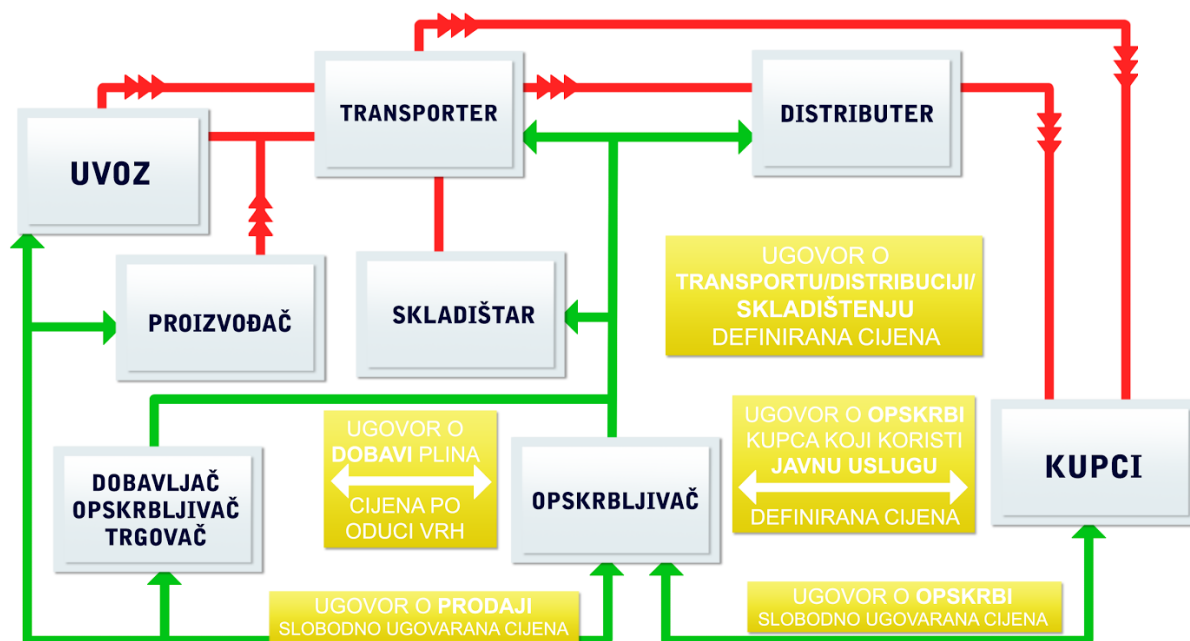 TRANSPORTER
DISTRIBUTER
UVOZ
PROIZVOĐAČ
SKLADIŠTAR
UGOVOR O
TRANSPORTU/DISTRIBUCIJI/
SKLADIŠTENJU
DEFINIRANA CIJENA
DOBAVLJAČ
OPSKRBLJIVAČ
TRGOVAČ
UGOVOR O
DOBAVI PLINA
CIJENA PO
ODUCI VRH
OPSKRBLJIVAČ
UGOVOR O OPSKRBI
KUPCA KOJI KORISTI
JAVNU USLUGU
DEFINIRANA CIJENA
KUPCI
UGOVOR O PRODAJI
SLOBODNO UGOVARANA CIJENA
UGOVOR O OPSKRBI
SLOBODNO UGOVARANA CIJENA